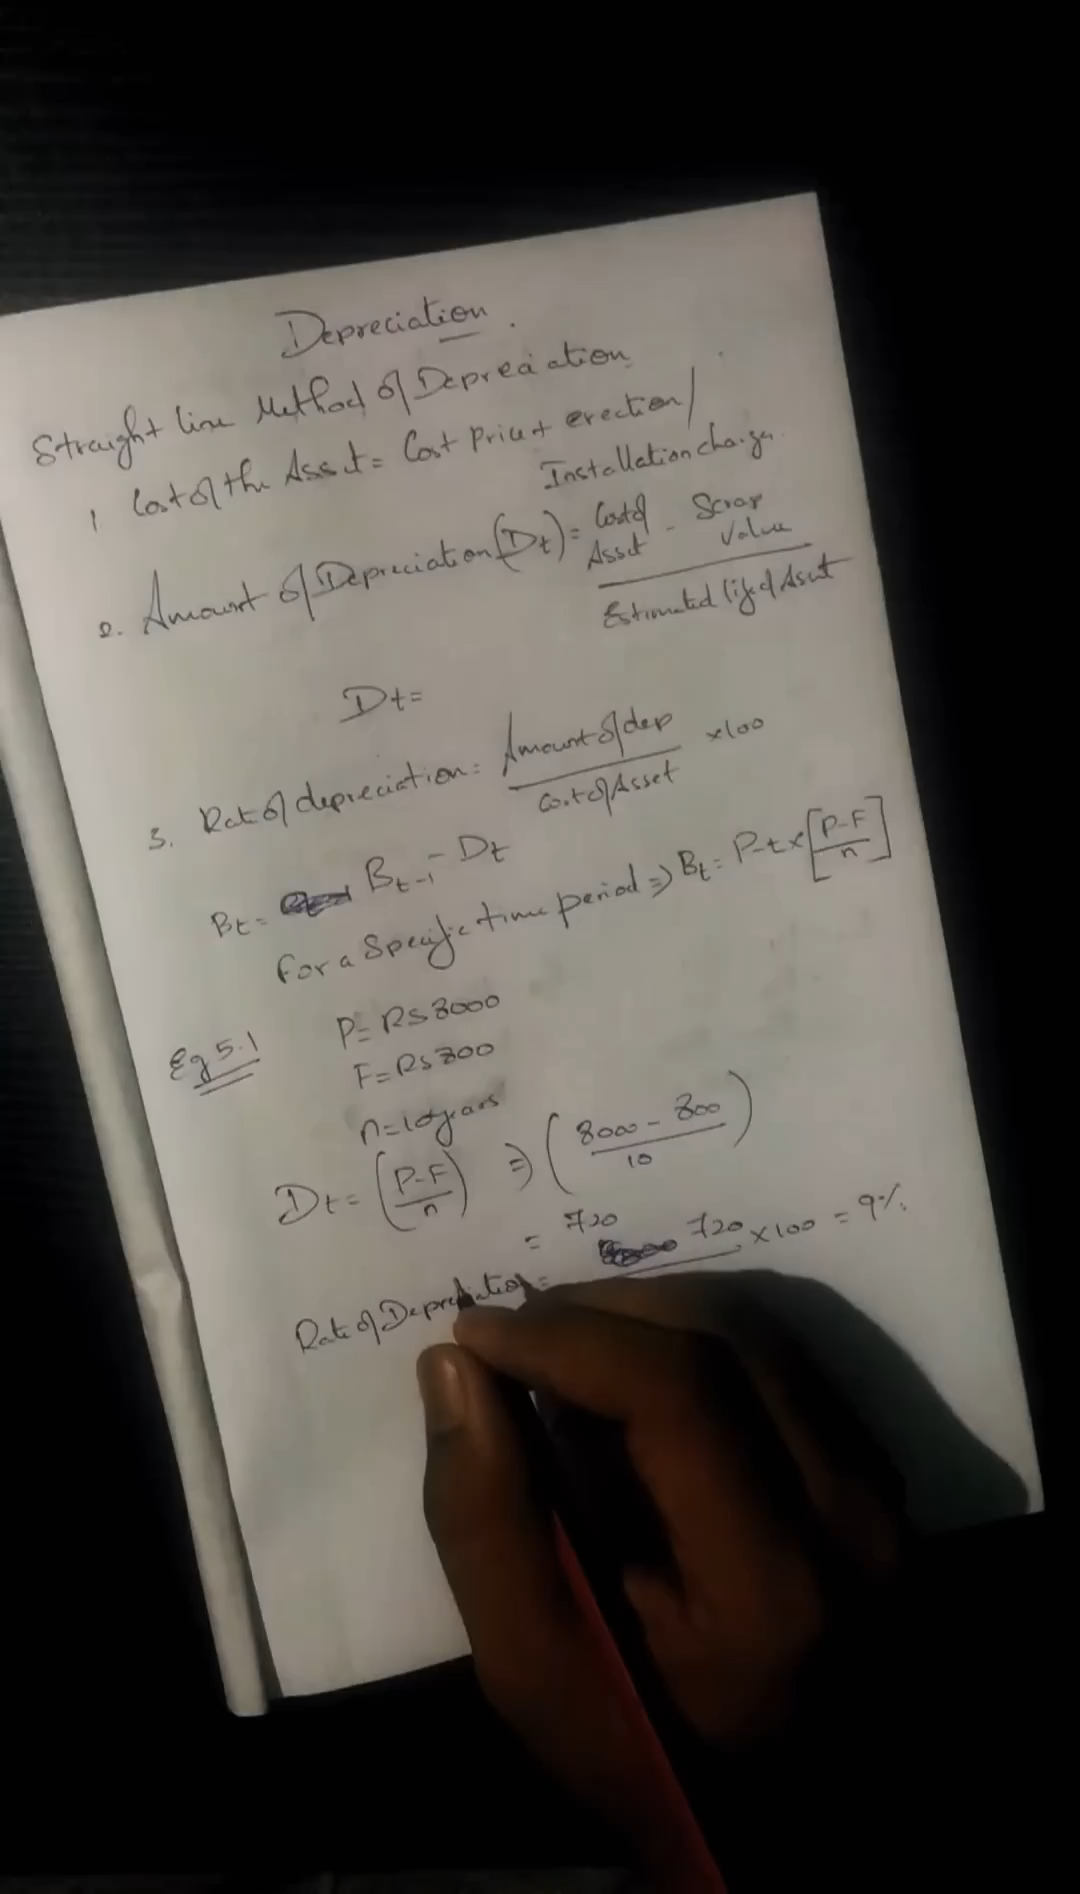 Depreciation.
Straight line Method of Depreciation
1 Cost of the Asset = Cost Price + erection/
Installation charges.
2. Amount of Depreciation (Dt) = Cost of Asset - Scrap Value
Estimated life of Asset
Dt=
3. Rate of depreciation = Amount of dep x100
Cost of Asset
Bt = Bt-1 - Dt
For a Specific time period => Bt = P-t x [P-F/n]
Eg 5.1 P= RS 8000
F= RS 800
n=10years
Dt = (P-F/n) => (8000 - 800/10)
= 720
Rate of Depreciation = 720 x 100 = 9%